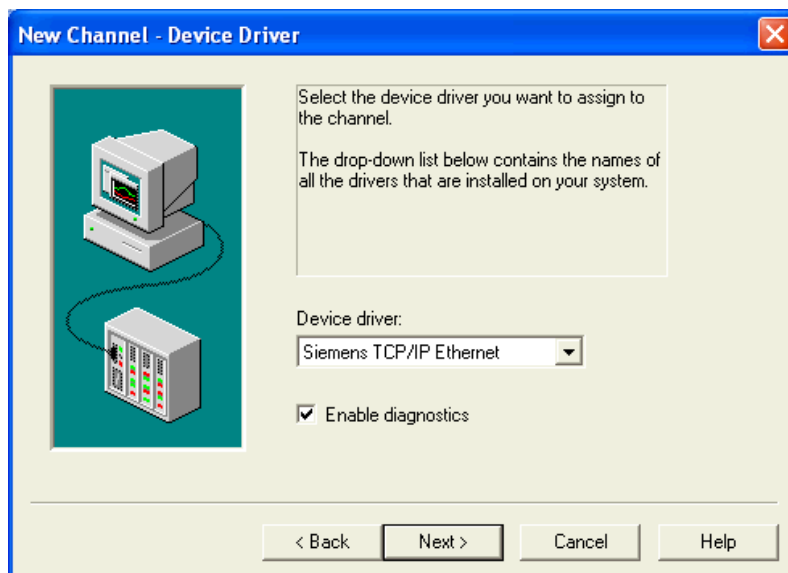 New Channel - Device Driver
Select the device driver you want to assign to
the channel.
The drop-down list below contains the names of
all the drivers that are installed on your system.
Device driver:
Siemens TCP/IP Ethernet
Enable diagnostics
< Back
Next >
Cancel
Help